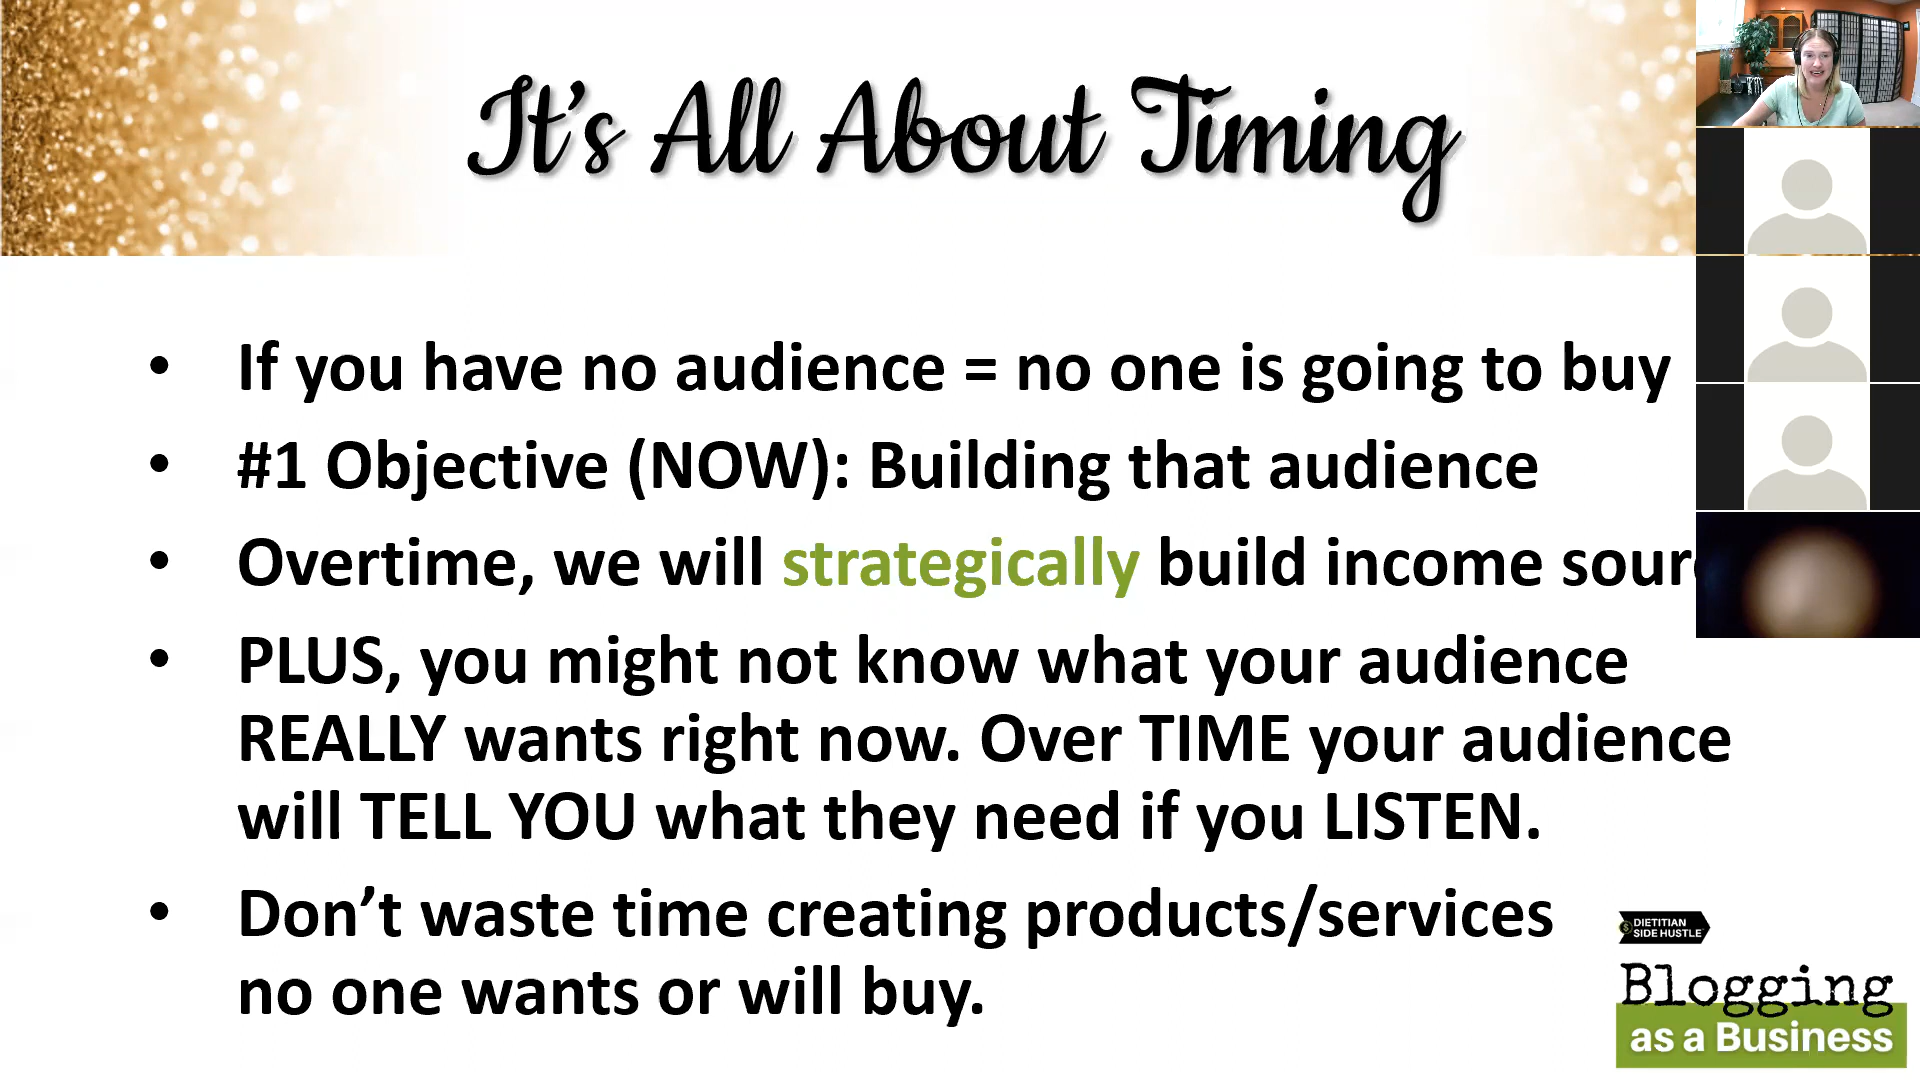 It's All About Timing
• If you have no audience = no one is going to buy
• #1 Objective (NOW): Building that audience
• Overtime, we will strategically build income
• PLUS, you might not know what your audience
REALLY wants right now. Over TIME your audience
will TELL YOU what they need if you LISTEN.
• Don’t waste time creating products/services
no one wants or will buy.
$ DIETITIAN
SIDE HUSTLE
Blogging
as a Business